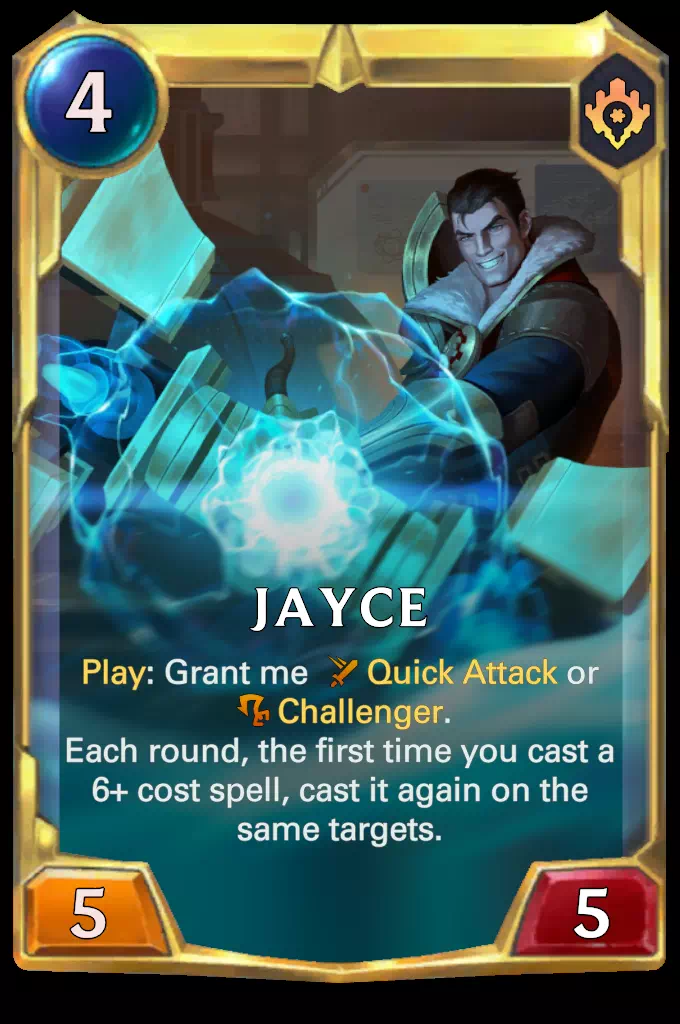 4
JAYCE
Play: Grant me Quick Attack or
Challenger.
Each round, the first time you cast a
6+ cost spell, cast it again on the
same targets.
5
5